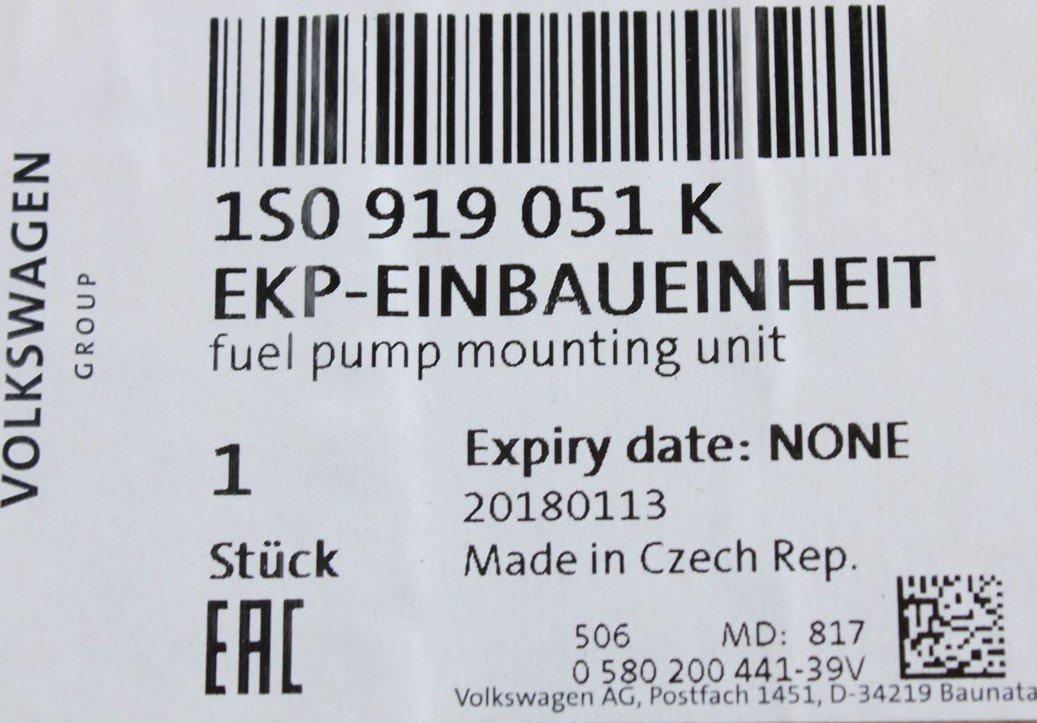 VOLKSWAGEN
GROUP
1S0 919 051 K
EKP-EINBAUEINHEIT
fuel pump mounting unit
1
Stück
EAC
Expiry date: NONE
20180113
Made in Czech Rep.
506 MD: 817
0 580 200 441-39V
Volkswagen AG, Postfach 1451, D-34219 Baunata